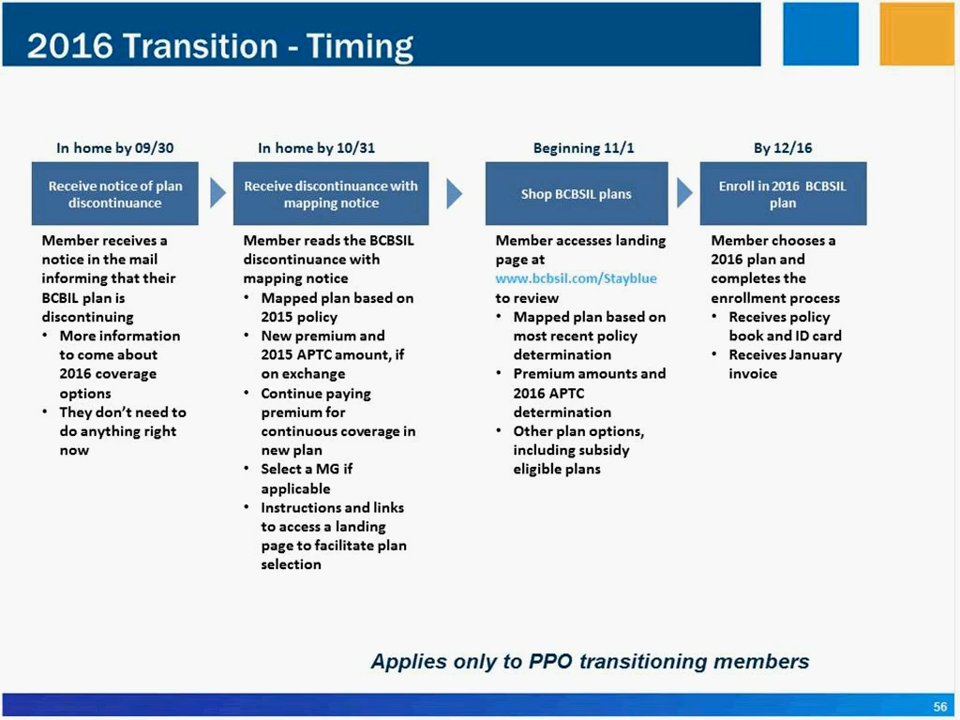 2016 Transition - Timing
In home by 09/30
Receive notice of plan
discontinuance
Member receives a
notice in the mail
informing that their
BCBIL plan is
discontinuing
• More information
to come about
2016 coverage
options
• They don’t need to
do anything right
now
In home by 10/31
Receive discontinuance with
mapping notice
Member reads the BCBSIL
discontinuance with
mapping notice
• Mapped plan based on
2015 policy
• New premium and
2015 APTC amount, if
on exchange
• Continue paying
premium for
continuous coverage in
new plan
• Select a MG if
applicable
• Instructions and links
to access a landing
page to facilitate plan
selection
Beginning 11/1
Shop BCBSIL plans
Member accesses landing
page at
www.bcbsil.com/Stayblue
to review
• Mapped plan based on
most recent policy
determination
• Premium amounts and
2016 APTC
determination
• Other plan options,
including subsidy
eligible plans
By 12/16
Enroll in 2016 BCBSIL
plan
Member chooses a
2016 plan and
completes the
enrollment process
• Receives policy
book and ID card
• Receives January
invoice
Applies only to PPO transitioning members
56